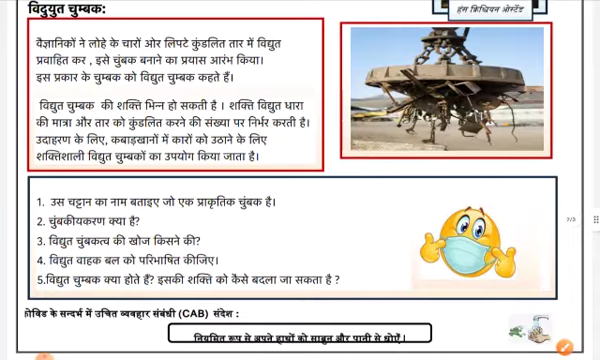 विद्युत चुम्बक:
हंस क्रिश्चियन ओर्स्टेड
वैज्ञानिकों ने लोहे के चारों ओर लिपटे कुंडलित तार में विद्युत
प्रवाहित कर , इसे चुंबक बनाने का प्रयास आरंभ किया।
इस प्रकार के चुम्बक को विद्युत चुम्बक कहते हैं।
विद्युत चुम्बक की शक्ति भिन्न हो सकती है । शक्ति विद्युत धारा
की मात्रा और तार को कुंडलित करने की संख्या पर निर्भर करती है।
उदाहरण के लिए, कबाड़खानों में कारों को उठाने के लिए
शक्तिशाली विद्युत चुम्बकों का उपयोग किया जाता है।
1. उस चट्टान का नाम बताइए जो एक प्राकृतिक चुंबक है।
2. चुंबकीयकरण क्या है?
3. विद्युत चुंबकत्व की खोज किसने की?
4. विद्युत वाहक बल को परिभाषित कीजिए।
5.विद्युत चुम्बक क्या होते हैं? इसकी शक्ति को कैसे बदला जा सकता है ?
कोविड के सन्दर्भ में उचित व्यवहार संबंधी (CAB) संदेश :
नियमित रूप से अपने हाथों को साबुन और पानी से धोएँ ।